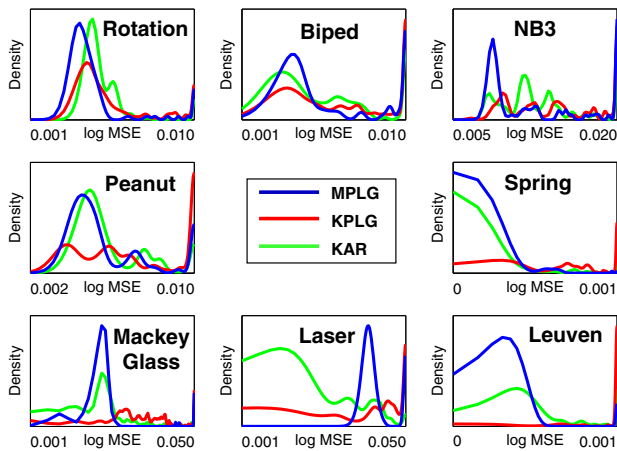 Rotation
Density
0.001 log MSE 0.010
Biped
Density
0.001 log MSE 0.010
NB3
Density
0.005 log MSE 0.020
Peanut
Density
0.002 log MSE 0.010
MPLG
KPLG
KAR
Spring
Density
0 log MSE 0.001
Mackey
Glass
Density
0.001 log MSE 0.050
Laser
Density
0.001 log MSE 0.050
Leuven
Density
0 log MSE 0.001